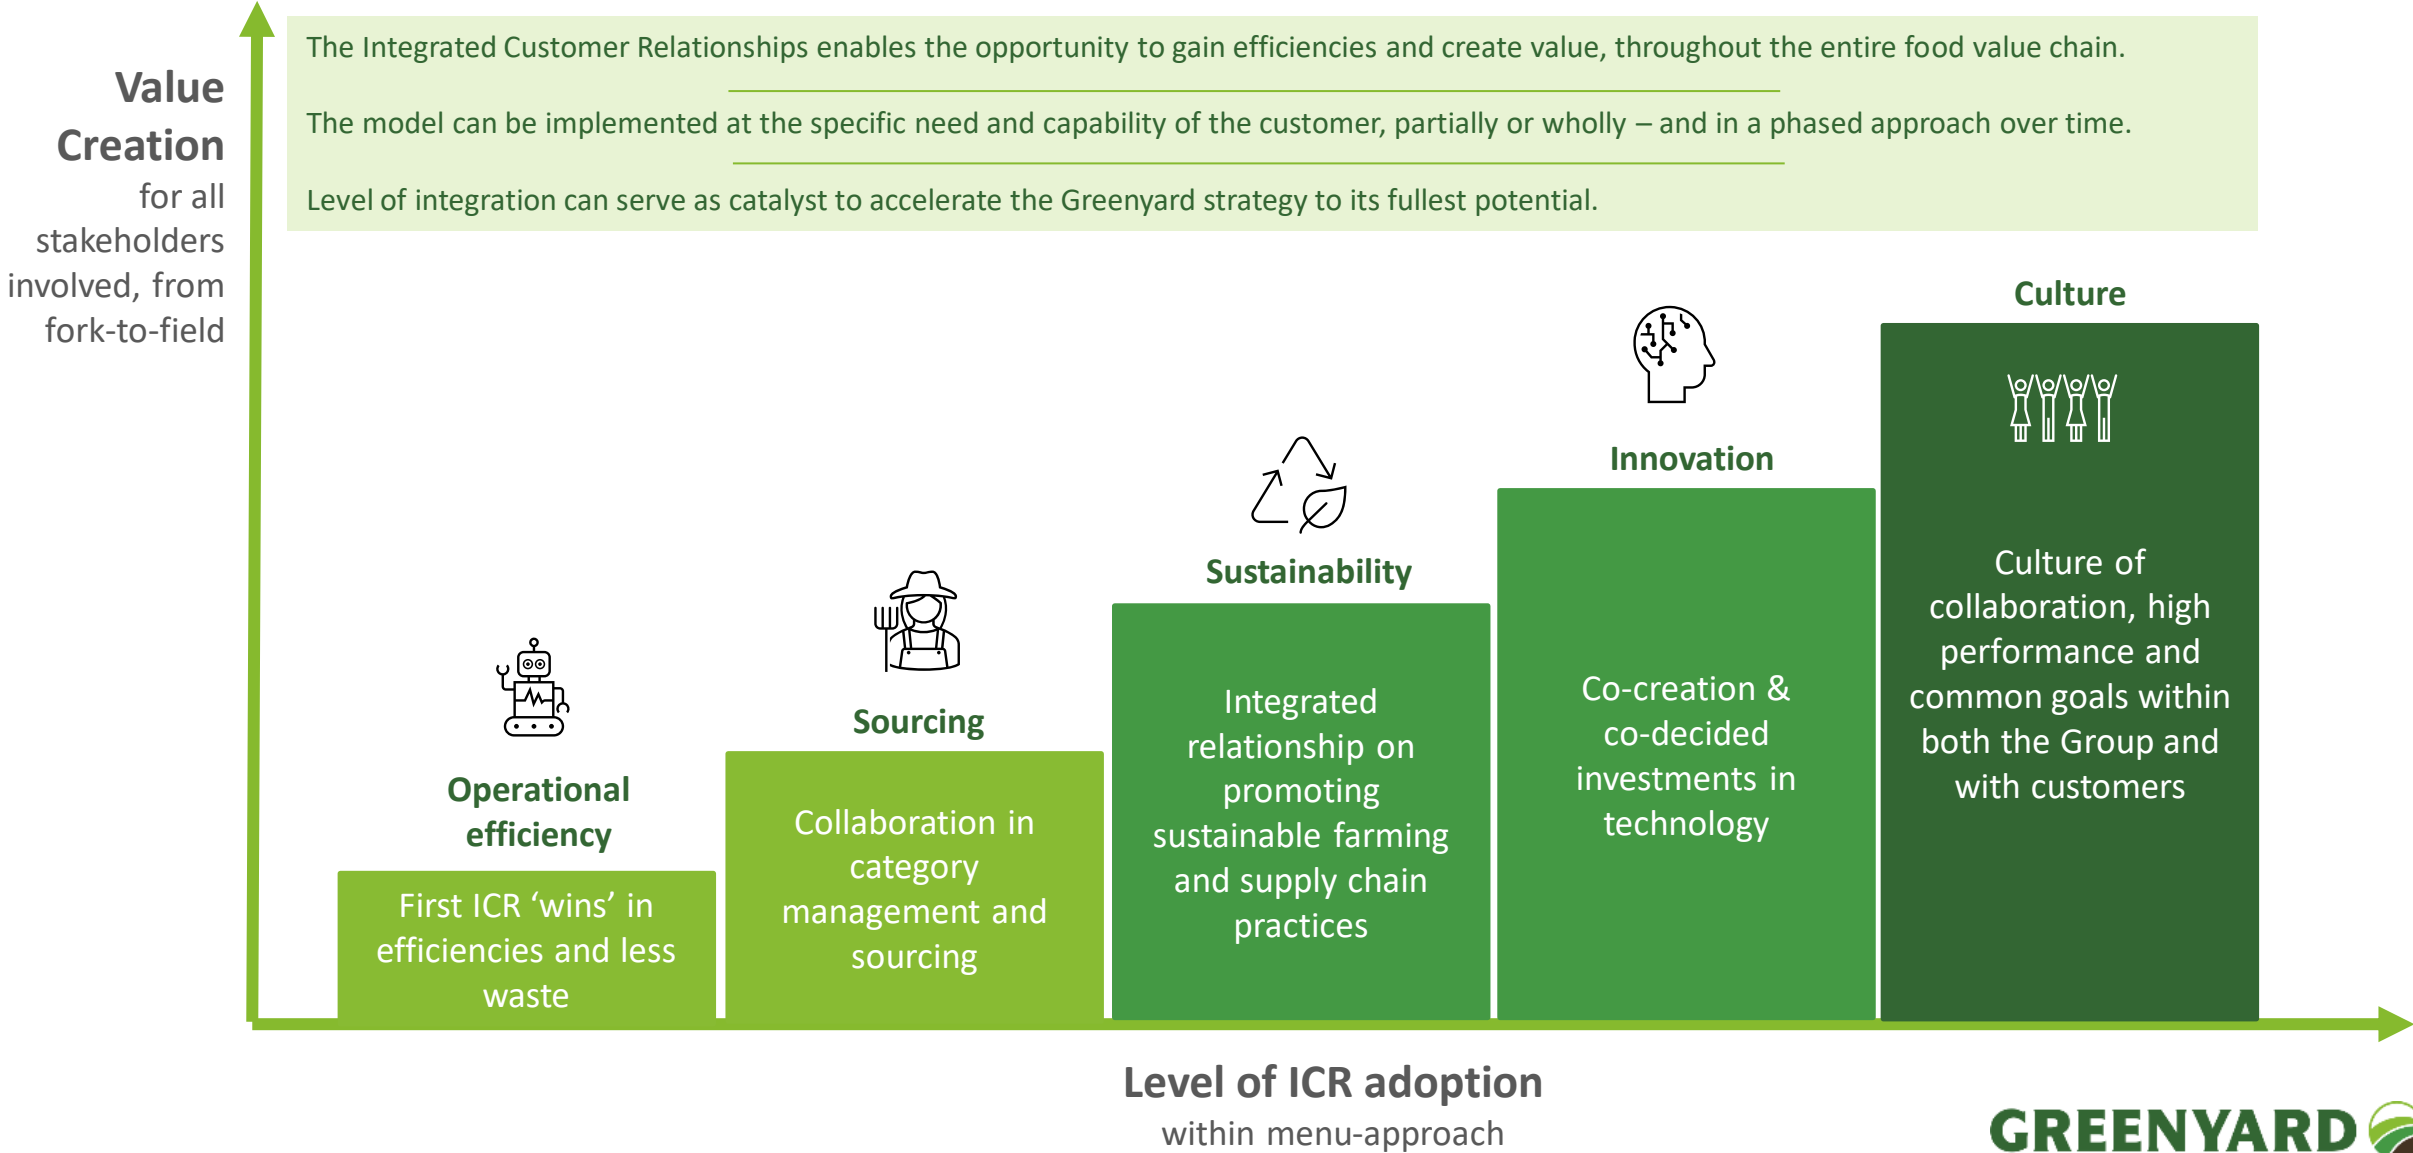 The Integrated Customer Relationships enables the opportunity to gain efficiencies and create value, throughout the entire food value chain.
The model can be implemented at the specific need and capability of the customer, partially or wholly – and in a phased approach over time.
Level of integration can serve as catalyst to accelerate the Greenyard strategy to its fullest potential.
Value
Creation
for all
stakeholders
involved, from
fork-to-field
Operational
efficiency
First ICR ‘wins’ in
efficiencies and less
waste
Sourcing
Collaboration in
category
management and
sourcing
Sustainability
Integrated
relationship on
promoting
sustainable farming
and supply chain
practices
Innovation
Co-creation &
co-decided
investments in
technology
Culture
Culture of
collaboration, high
performance and
common goals within
both the Group and
with customers
Level of ICR adoption
within menu-approach
GREENYARD